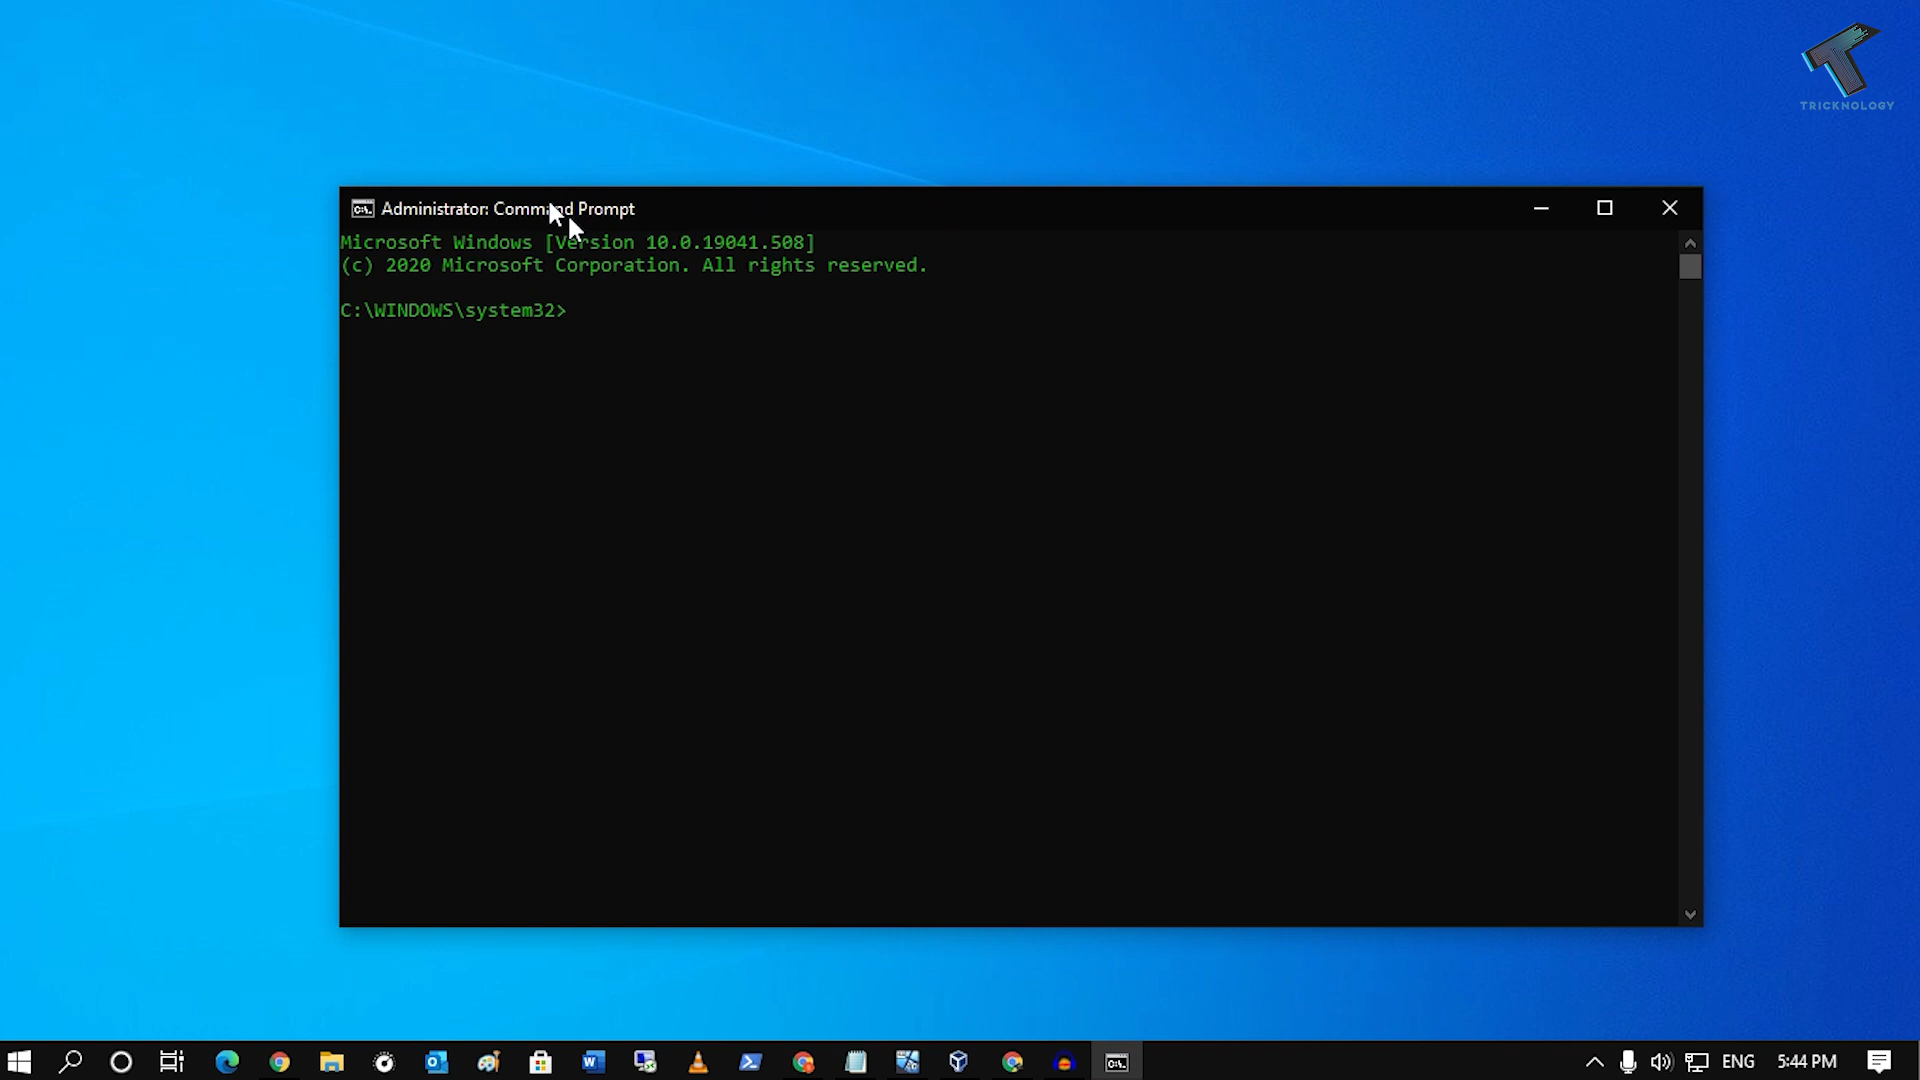 TRICKNOLOGY
Administrator: Command Prompt
Microsoft Windows [Version 10.0.19041.508]
(c) 2020 Microsoft Corporation. All rights reserved.
C:\WINDOWS\system32>
ENG 5:44 PM